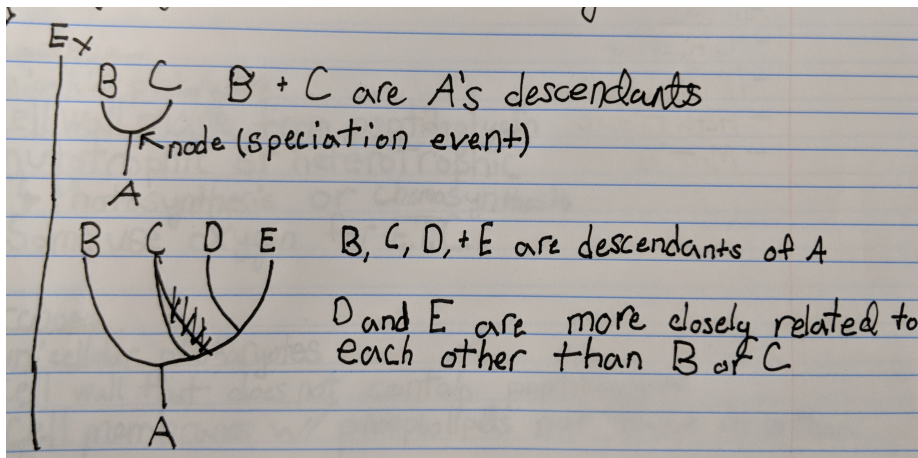 Ex
B C B + C are A's descendants
node (speciation event)
A
B C D E B, C, D, + E are descendants of A
D and E are more closely related to
each other than B or C
A